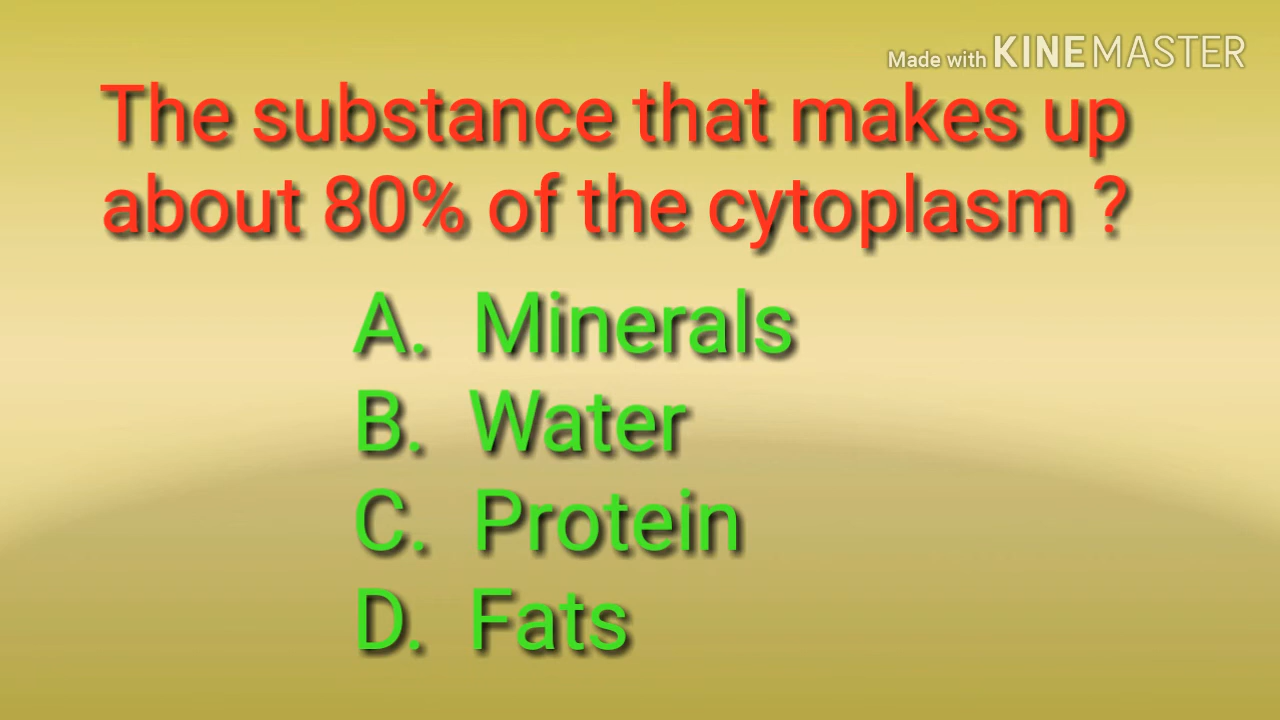 Made with KINEMASTER
The substance that makes up
about 80% of the cytoplasm ?
A. Minerals
B. Water
C. Protein
D. Fats